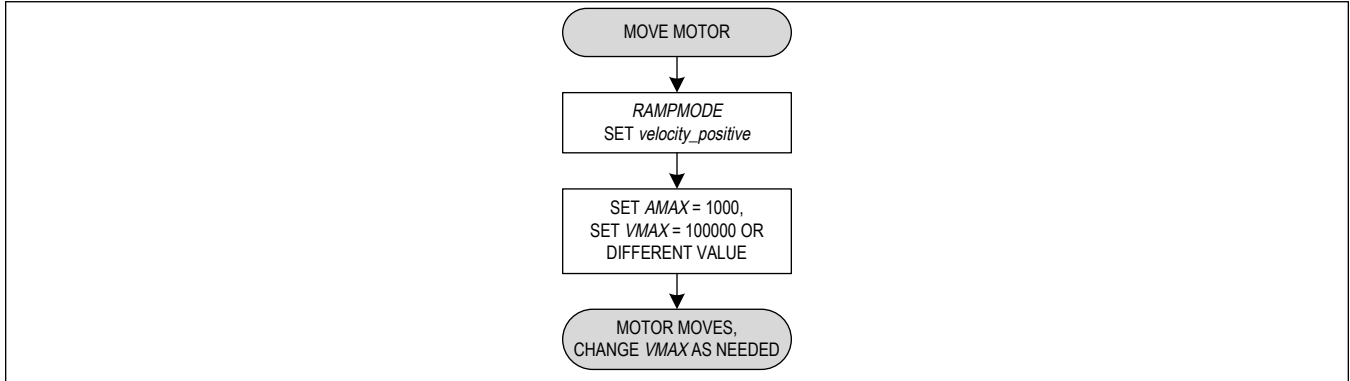 MOVE MOTOR
RAMPMODE
SET velocity_positive
SET AMAX = 1000,
SET VMAX = 100000 OR
DIFFERENT VALUE
MOTOR MOVES,
CHANGE VMAX AS NEEDED